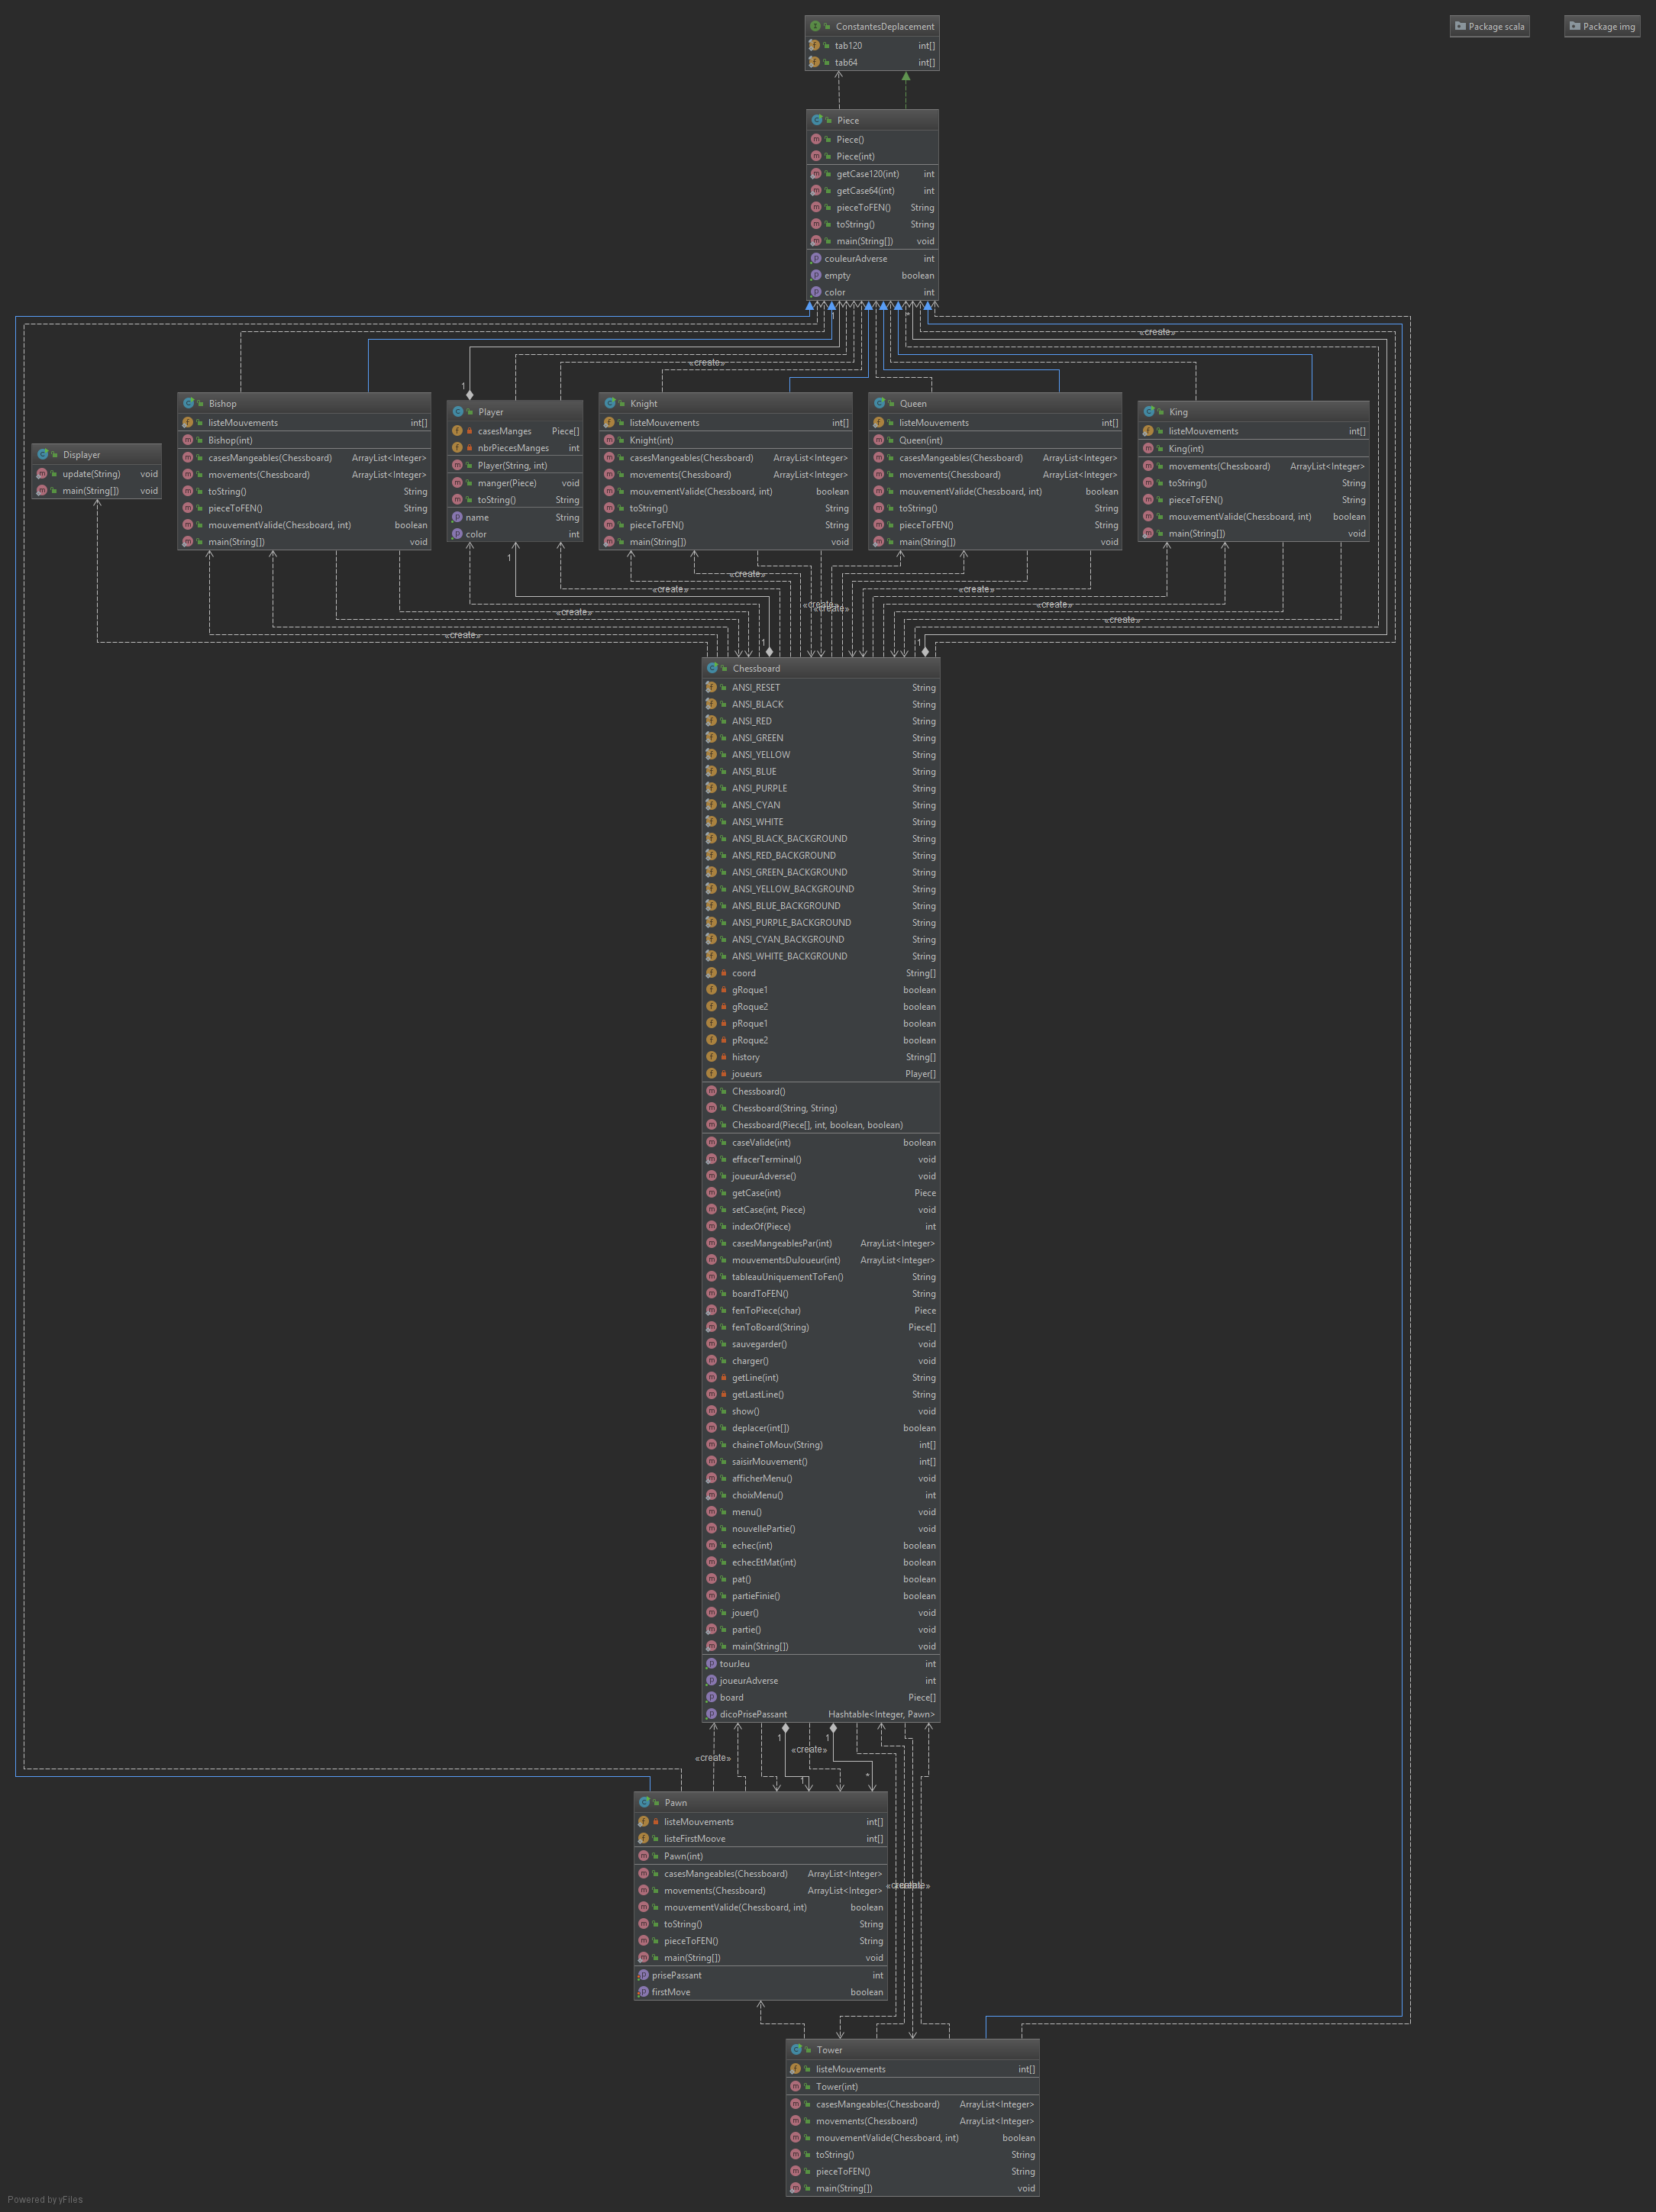 ConstantesDeplacement
tab120 int[]
tab64 int[]
Package scala
Package img
Piece
Piece()
Piece(int)
getCase120(int) int
getCase64(int) int
pieceToFEN() String
toString() String
main(String[]) void
couleurAdverse int
empty boolean
color int
1
*
«create»
«create»
1
Displayer
update(String) void
main(String[]) void
Bishop
listeMouvements int[]
Bishop(int)
casesMangeables(Chessboard) ArrayList<Integer>
movements(Chessboard) ArrayList<Integer>
toString() String
pieceToFEN() String
mouvementValide(Chessboard, int) boolean
main(String[]) void
Player
casesManges Piece[]
nbrPiecesManges int
Player(String, int)
manger(Piece) void
toString() String
name String
color int
Knight
listeMouvements int[]
Knight(int)
casesMangeables(Chessboard) ArrayList<Integer>
movements(Chessboard) ArrayList<Integer>
mouvementValide(Chessboard, int) boolean
toString() String
pieceToFEN() String
main(String[]) void
Queen
listeMouvements int[]
Queen(int)
casesMangeables(Chessboard) ArrayList<Integer>
movements(Chessboard) ArrayList<Integer>
mouvementValide(Chessboard, int) boolean
toString() String
pieceToFEN() String
main(String[]) void
King
listeMouvements int[]
King(int)
movements(Chessboard) ArrayList<Integer>
toString() String
pieceToFEN() String
mouvementValide(Chessboard, int) boolean
main(String[]) void
1
«create»
«create»
«create»
«create»
«create»
«create»
«create»
«create»
«create»
1
1
Chessboard
ANSI_RESET String
ANSI_BLACK String
ANSI_RED String
ANSI_GREEN String
ANSI_YELLOW String
ANSI_BLUE String
ANSI_PURPLE String
ANSI_CYAN String
ANSI_WHITE String
ANSI_BLACK_BACKGROUND String
ANSI_RED_BACKGROUND String
ANSI_GREEN_BACKGROUND String
ANSI_YELLOW_BACKGROUND String
ANSI_BLUE_BACKGROUND String
ANSI_PURPLE_BACKGROUND String
ANSI_CYAN_BACKGROUND String
ANSI_WHITE_BACKGROUND String
coord String[]
gRoque1 boolean
gRoque2 boolean
pRoque1 boolean
pRoque2 boolean
history String[]
joueurs Player[]
Chessboard()
Chessboard(String, String)
Chessboard(Piece[], int, boolean, boolean)
caseValide(int) boolean
effacerTerminal() void
joueurAdverse() void
getCase(int) Piece
setCase(int, Piece) void
indexOf(Piece) int
casesMangeablesPar(int) ArrayList<Integer>
mouvementsDuJoueur(int) ArrayList<Integer>
tableauUniquementToFen() String
boardToFEN() String
fenToPiece(char) Piece
fenToBoard(String) Piece[]
sauvegarder() void
charger() void
getLine(int) String
getLastLine() String
show() void
deplacer(int[]) boolean
chaineToMouv(String) int[]
saisirMouvement() int[]
afficherMenu() void
choixMenu() int
menu() void
nouvellePartie() void
echec(int) boolean
echecEtMat(int) boolean
pat() boolean
partieFinie() boolean
jouer() void
partie() void
main(String[]) void
tourJeu int
joueurAdverse int
board Piece[]
dicoPrisePassant Hashtable<Integer, Pawn>
1
1
«create»
«create»
1
*
Pawn
listeMouvements int[]
listeFirstMoove int[]
Pawn(int)
casesMangeables(Chessboard) ArrayList<Integer>
movements(Chessboard) ArrayList<Integer>
mouvementValide(Chessboard, int) boolean
toString() String
pieceToFEN() String
main(String[]) void
prisePassant int
firstMove boolean
«create»
«create»
Tower
listeMouvements int[]
Tower(int)
casesMangeables(Chessboard) ArrayList<Integer>
movements(Chessboard) ArrayList<Integer>
mouvementValide(Chessboard, int) boolean
toString() String
pieceToFEN() String
main(String[]) void
Powered by yFiles